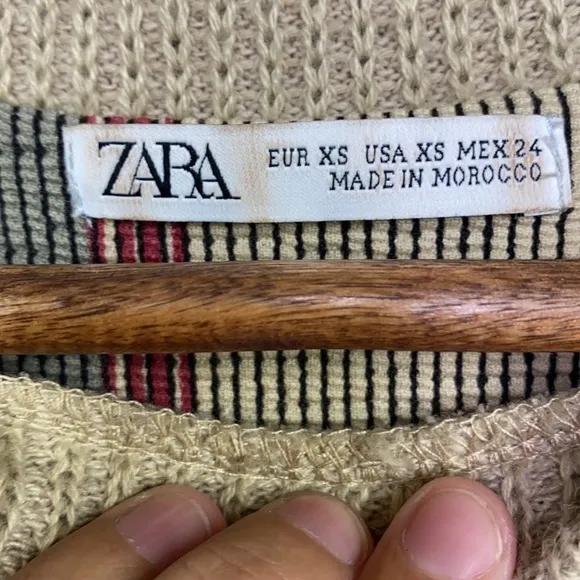 ZARA
EUR XS USA XS MEX 24
MADE IN MOROCCO